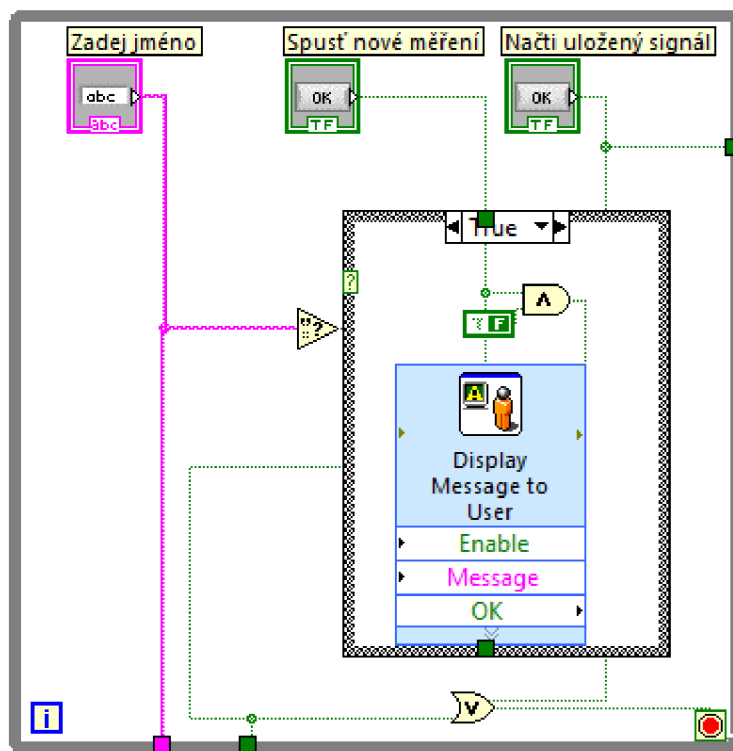 Zadej jméno
Spusť nové měření
Načti uložený signál
abc
OK
OK
abc
TF
TF
True
?
"?
Λ
? F
A
Display
Message to
User
Enable
Message
OK
V
i